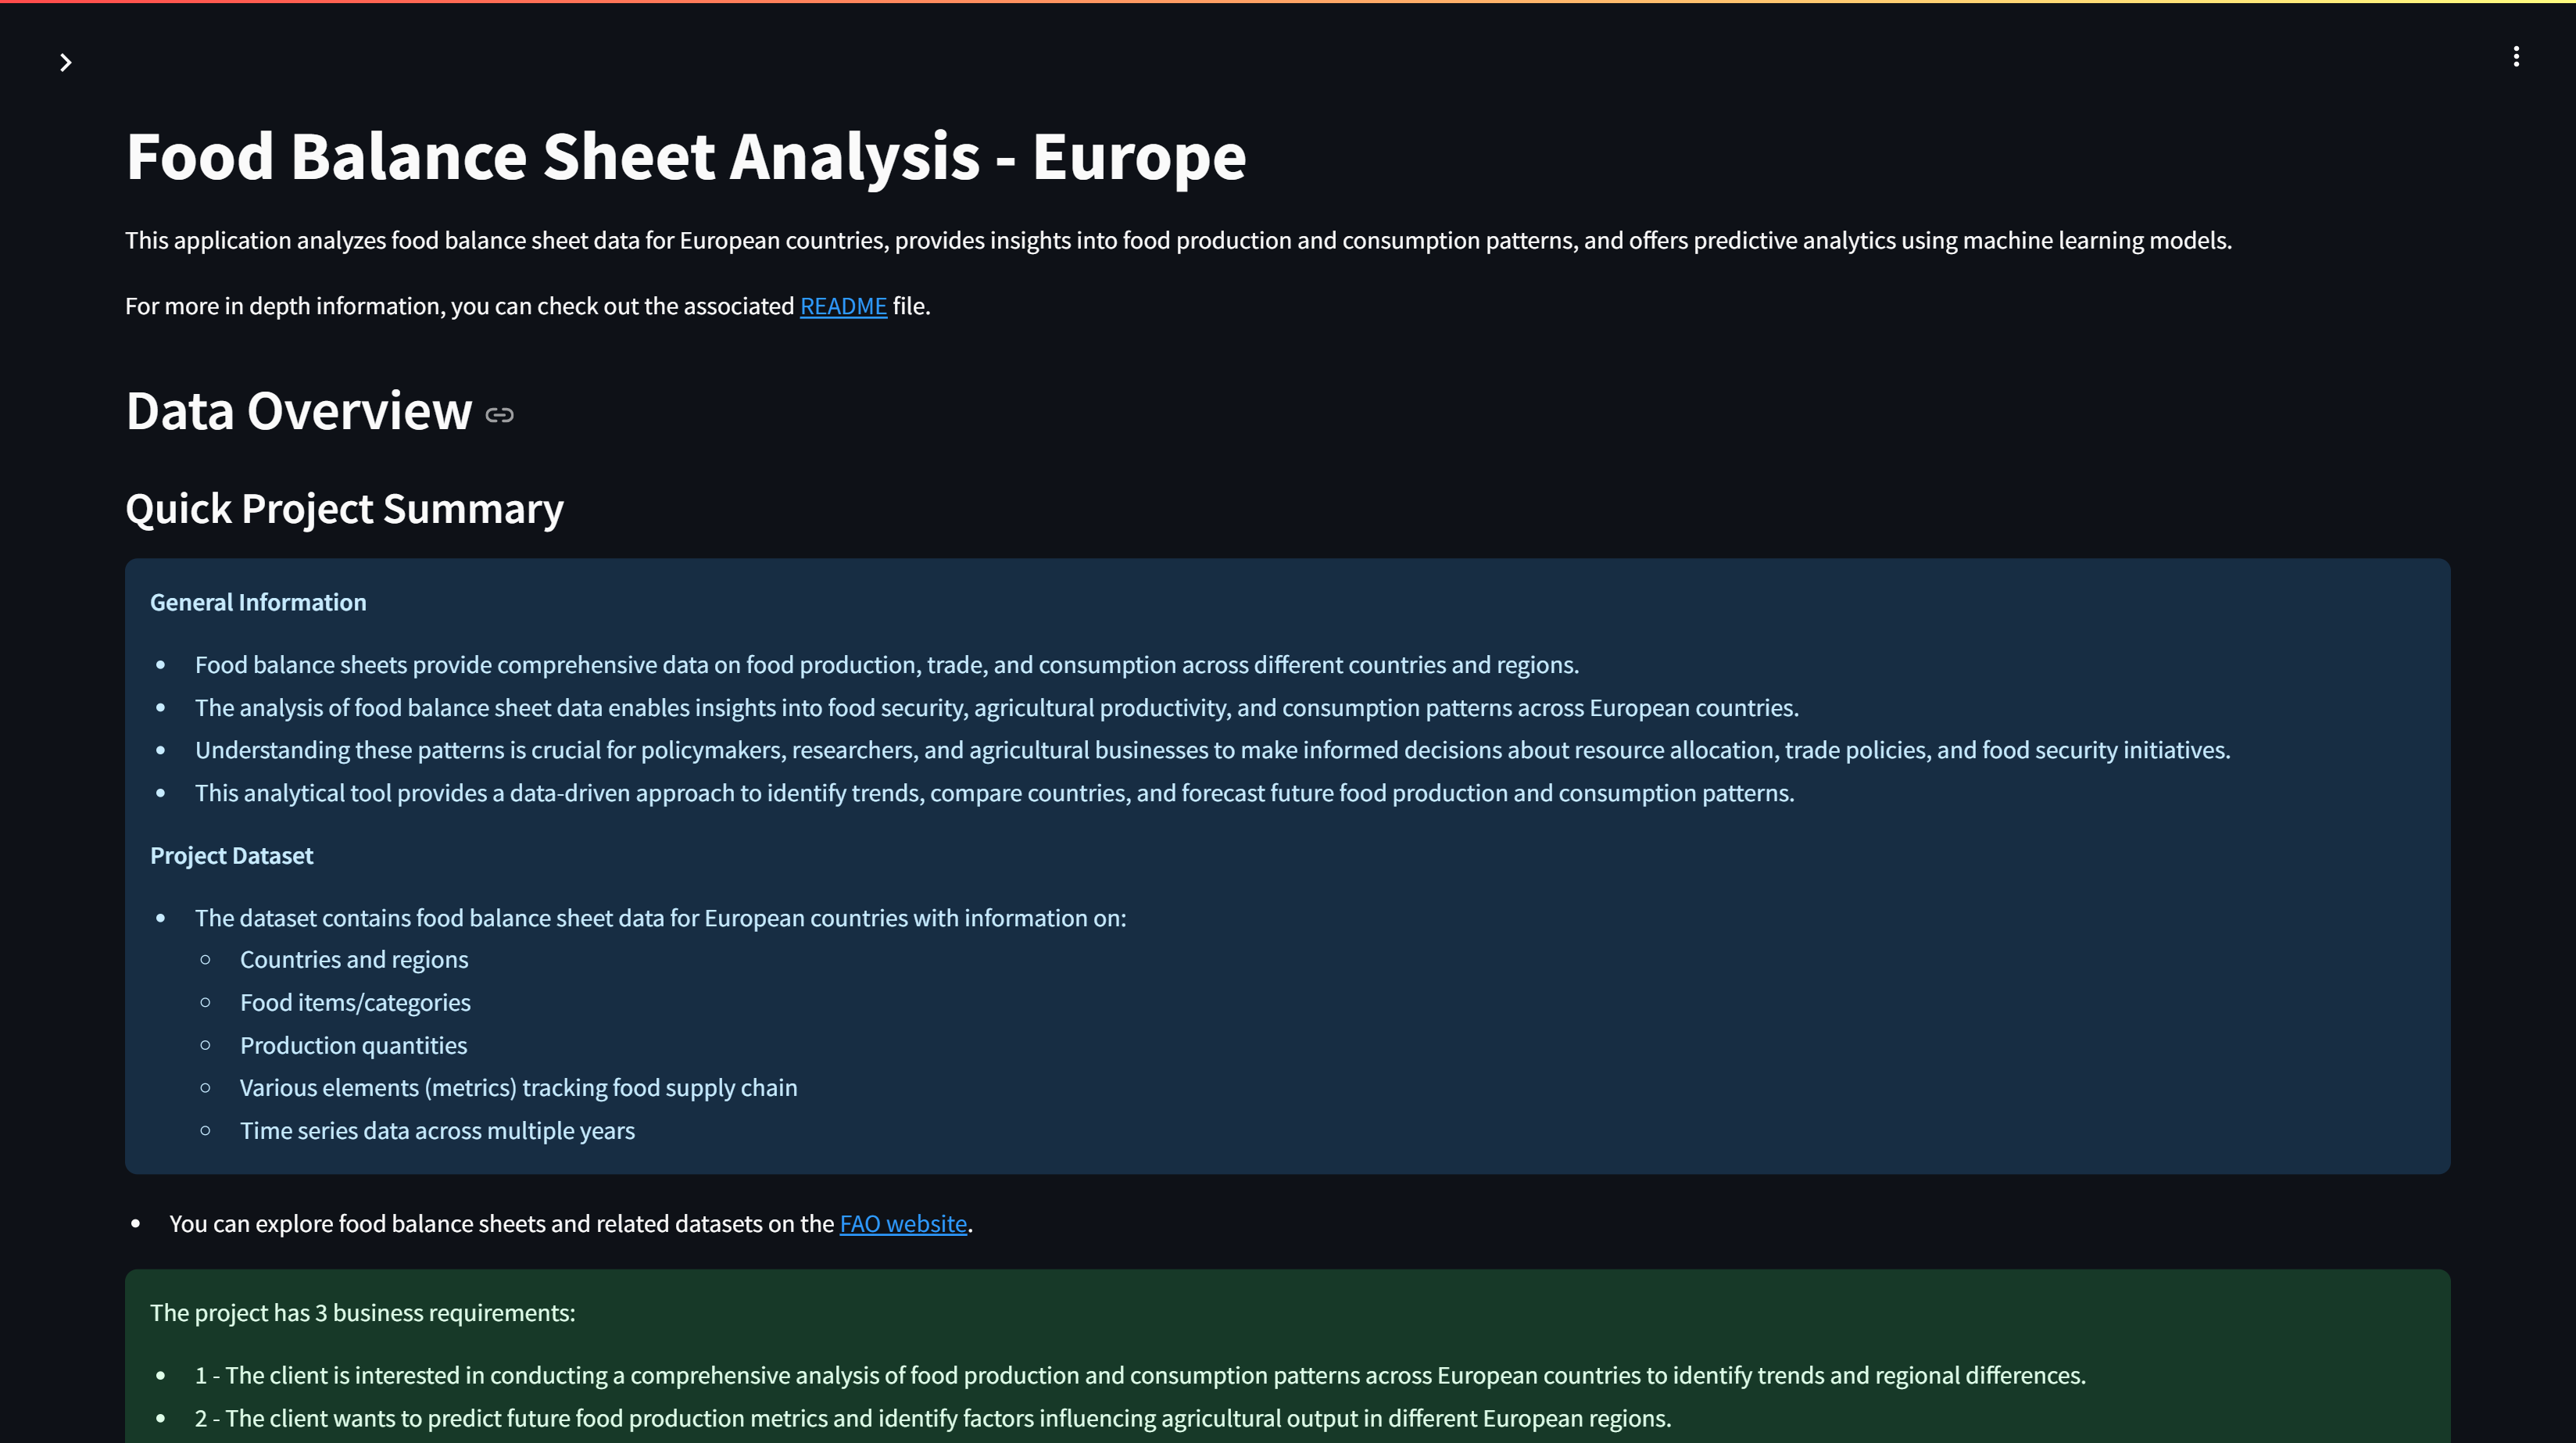 Food Balance Sheet Analysis - Europe
This application analyzes food balance sheet data for European countries, provides insights into food production and consumption patterns, and offers predictive analytics using machine learning models.
For more in depth information, you can check out the associated README file.
Data Overview
Quick Project Summary
General Information
• Food balance sheets provide comprehensive data on food production, trade, and consumption across different countries and regions.
• The analysis of food balance sheet data enables insights into food security, agricultural productivity, and consumption patterns across European countries.
• Understanding these patterns is crucial for policymakers, researchers, and agricultural businesses to make informed decisions about resource allocation, trade policies, and food security initiatives.
• This analytical tool provides a data-driven approach to identify trends, compare countries, and forecast future food production and consumption patterns.
Project Dataset
• The dataset contains food balance sheet data for European countries with information on:
○ Countries and regions
○ Food items/categories
○ Production quantities
○ Various elements (metrics) tracking food supply chain
○ Time series data across multiple years
• You can explore food balance sheets and related datasets on the FAO website.
The project has 3 business requirements:
• 1 - The client is interested in conducting a comprehensive analysis of food production and consumption patterns across European countries to identify trends and regional differences.
• 2 - The client wants to predict future food production metrics and identify factors influencing agricultural output in different European regions.